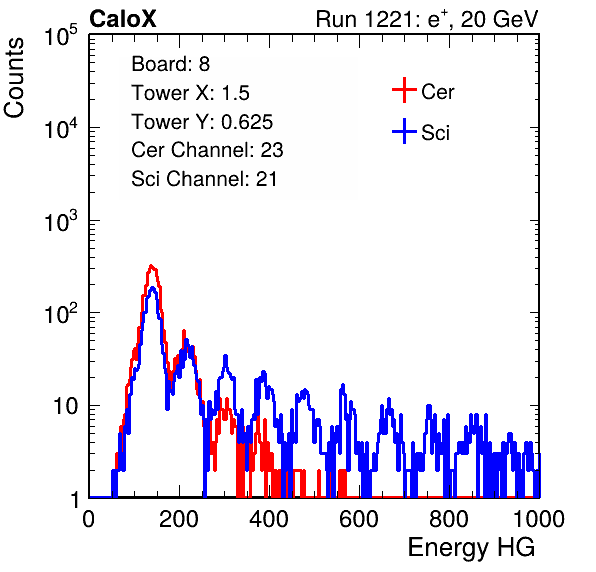 CaloX Run 1221: e⁺, 20 GeV
Counts
Board: 8
Tower X: 1.5
Tower Y: 0.625
Cer Channel: 23
Sci Channel: 21
Cer
Sci
10⁵
10⁴
10³
10²
10
1
0 200 400 600 800 1000
Energy HG